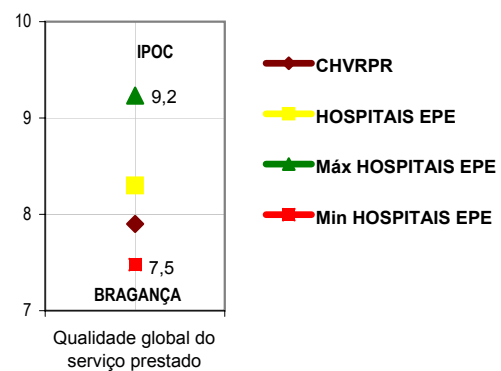 10
IPOC
9,2
9
8
7,5
BRAGANÇA
7
Qualidade global do
serviço prestado
CHVRPR
HOSPITAIS EPE
Máx HOSPITAIS EPE
Min HOSPITAIS EPE